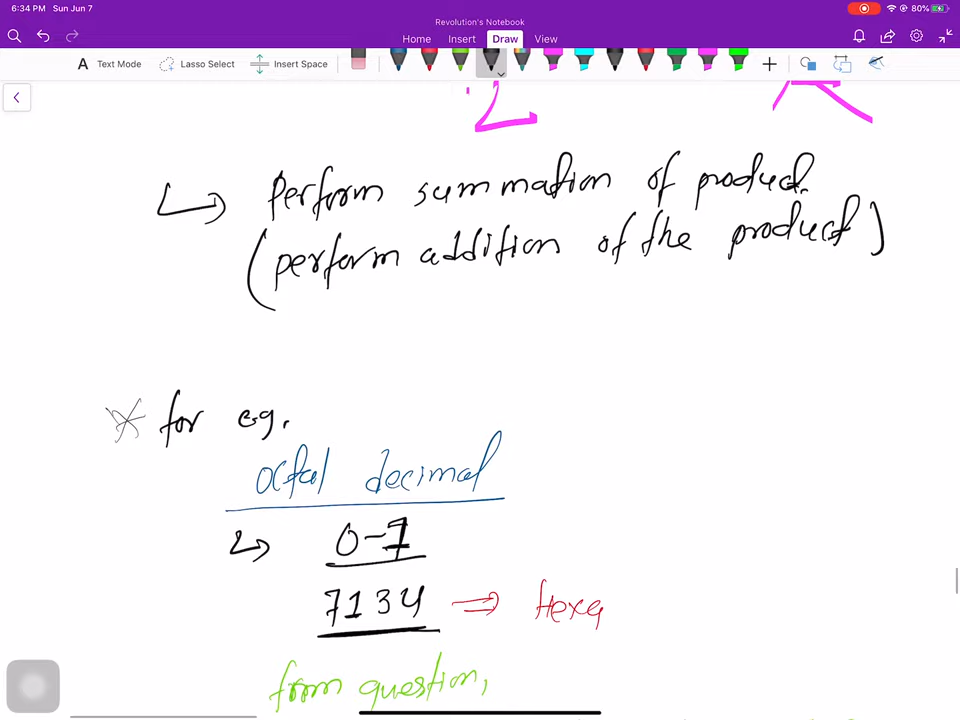 6:34 PM Sun Jun 7
80%
Revolution's Notebook
Home Insert Draw View
Text Mode Lasso Select Insert Space
Perform summation of product.
(perform addition of the product)
for e.g.
octal decimal
0-7
7134 ⇒ Hexa
from question,